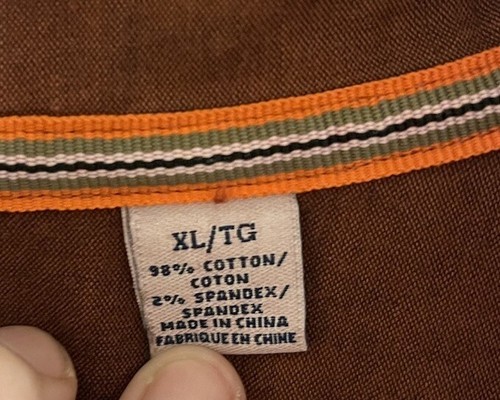 XL/TG
98% COTTON/
COTON
2% SPANDEX/
SPANDEX
MADE IN CHINA
FABRIQUE EN CHINE